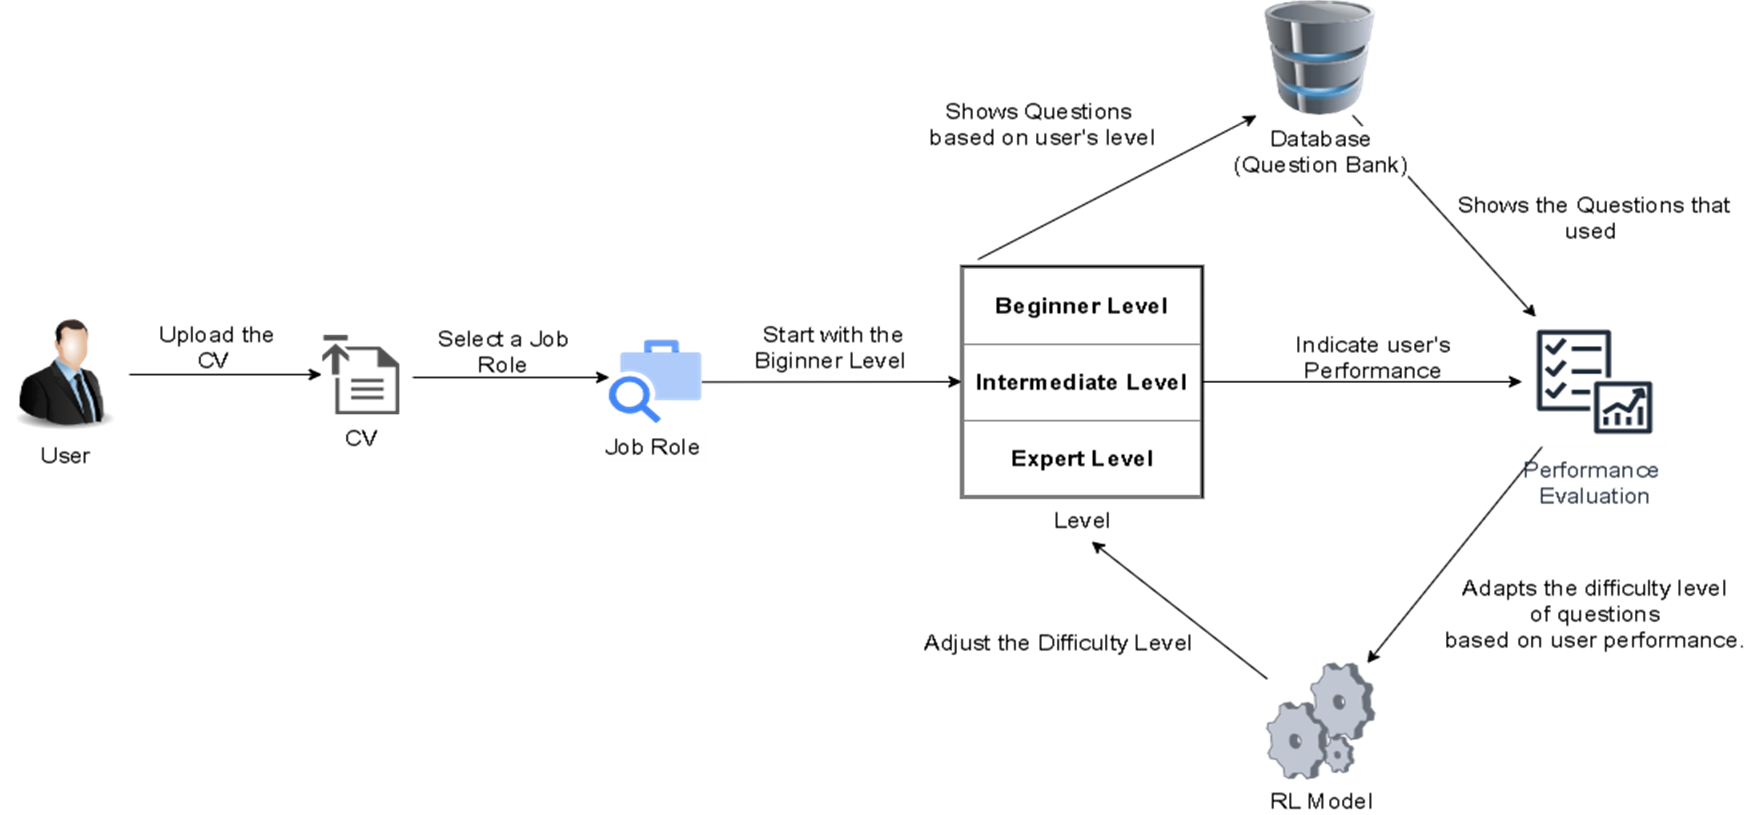 Shows Questions
based on user's level
Database
(Question Bank)
Shows the Questions that
used
Upload the
CV
Select a Job
Role
Start with the
Biginner Level
Beginner Level
Intermediate Level
Expert Level
Indicate user's
Performance
User
CV
Job Role
Level
Performance
Evaluation
Adapts the difficulty level
of questions
based on user performance.
Adjust the Difficulty Level
RL Model